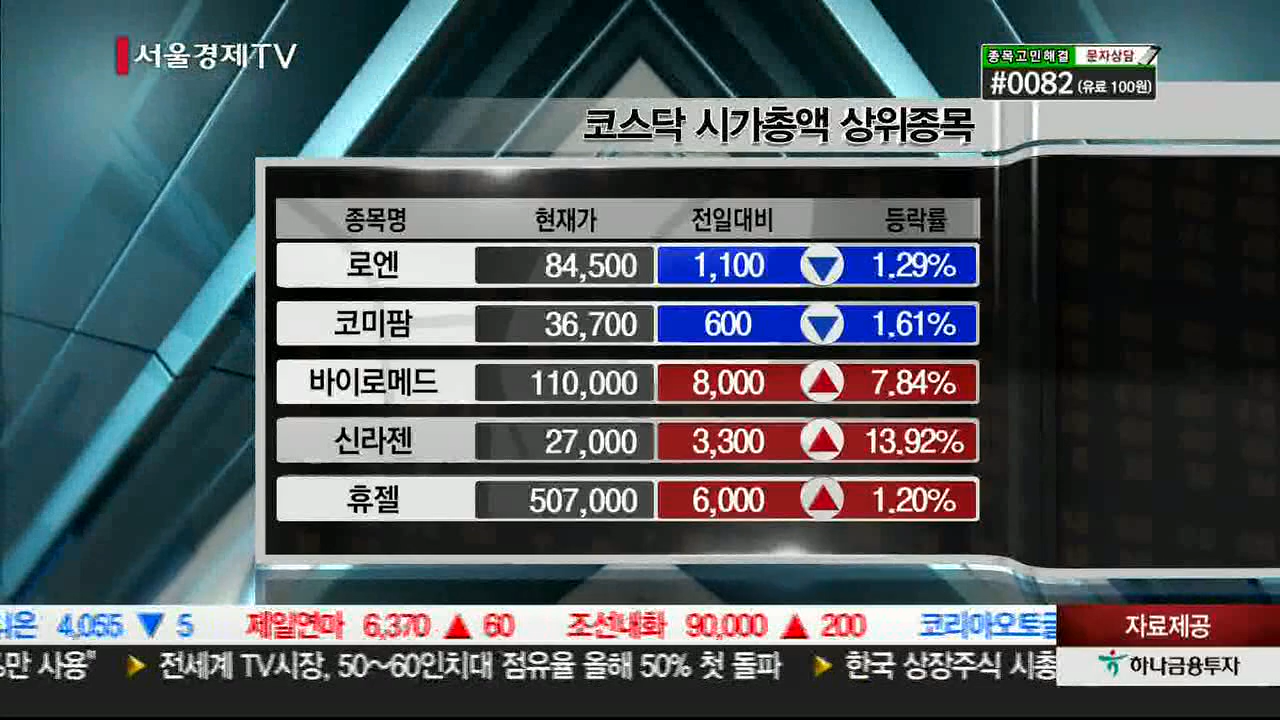 서울경제TV
종목고민해결 문자상담
#0082 (유료 100원)
코스닥 시가총액 상위종목
종목명 현재가 전일대비 등락률
로엔 84,500 1,100 ▼ 1.29%
코미팜 36,700 600 ▼ 1.61%
바이로메드 110,000 8,000 ▲ 7.84%
신라젠 27,000 3,300 ▲ 13.92%
휴젤 507,000 6,000 ▲ 1.20%
4,055 ▼ 5 제일연마 6,370 ▲ 60 조선내화 90,000 ▲ 200 코리아오토글
자료제공
만 사용" ▶ 전세계 TV시장, 50~60인치대 점유율 올해 50% 첫 돌파 ▶ 한국 상장주식 시총
하나금융투자